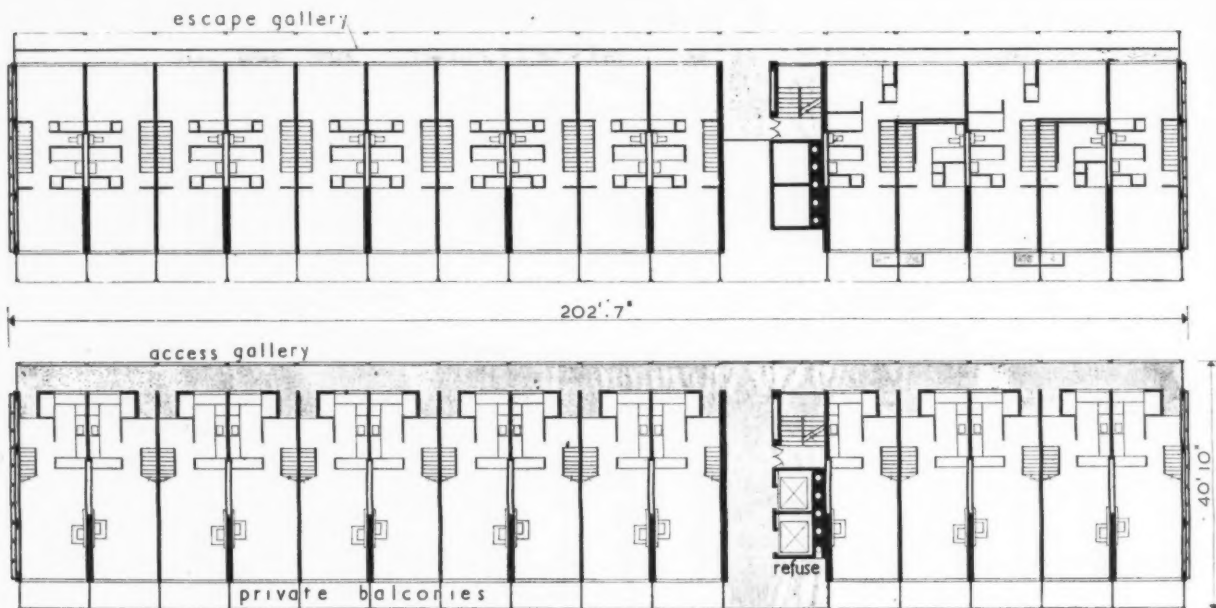 escape gallery
202'. 7"
access gallery
40' 10"
refuse
private balconies